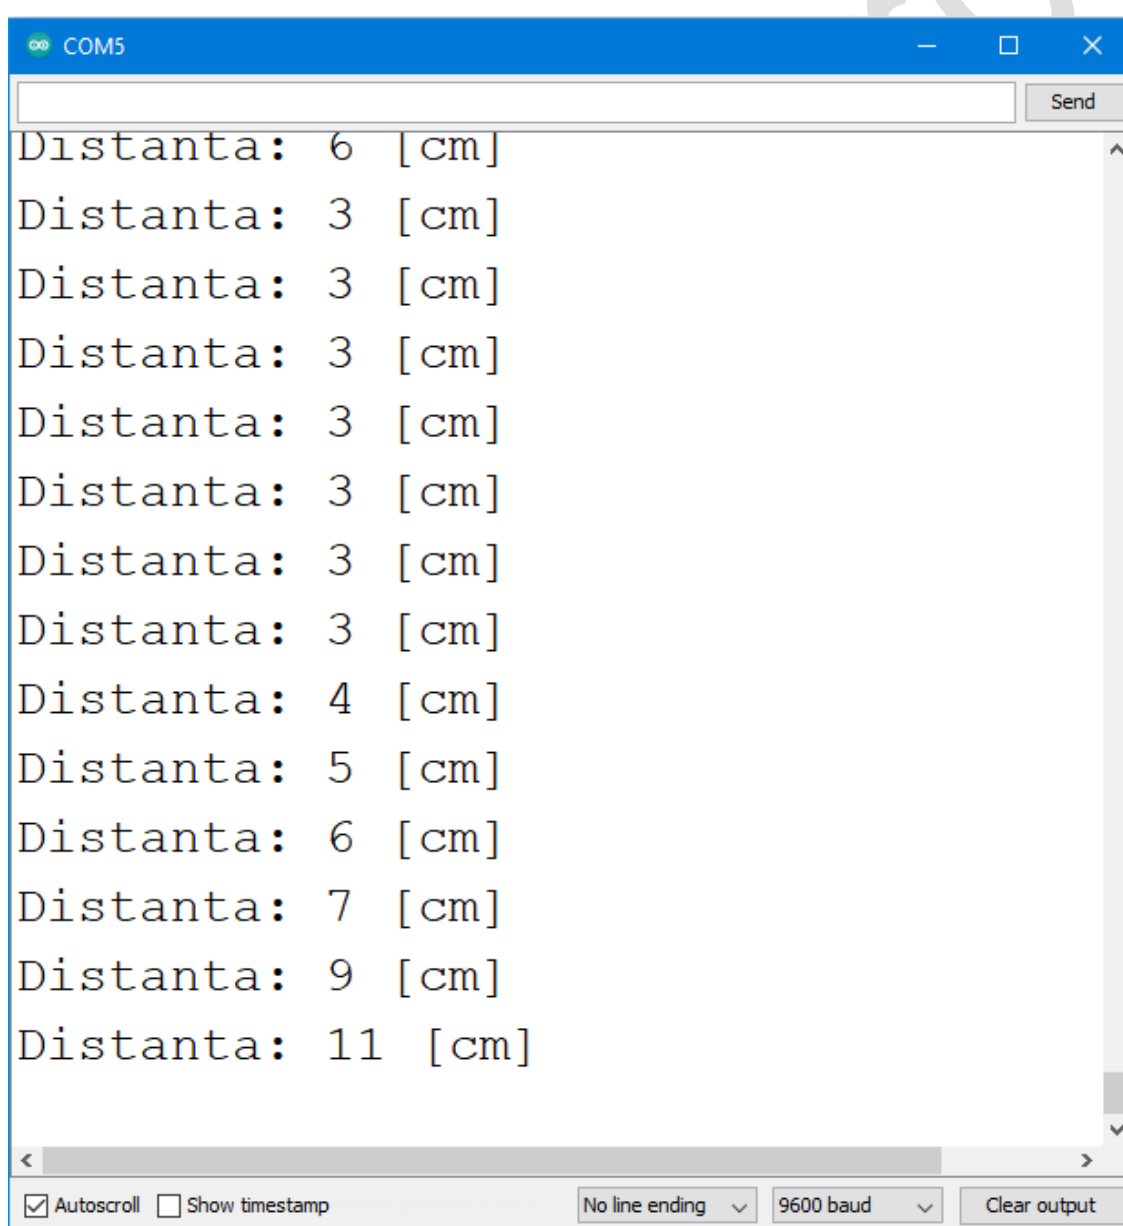 COM5
Send
Distanta: 6 [cm]
Distanta: 3 [cm]
Distanta: 3 [cm]
Distanta: 3 [cm]
Distanta: 3 [cm]
Distanta: 3 [cm]
Distanta: 3 [cm]
Distanta: 3 [cm]
Distanta: 4 [cm]
Distanta: 5 [cm]
Distanta: 6 [cm]
Distanta: 7 [cm]
Distanta: 9 [cm]
Distanta: 11 [cm]
Autoscroll Show timestamp No line ending 9600 baud Clear output